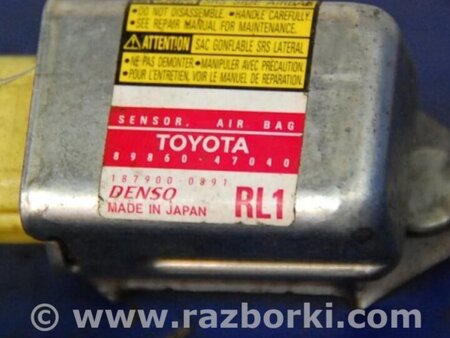 •DO NOT DISASSEMBLE. •HANDLE CAREFULLY.
•SEE REPAIR MANUAL FOR MAINTENANCE.
ATTENTION SAC GONFLABLE SRS LATERAL
•NE PAS DEMONTER.•MANIPULER AVEC PRÉCAUTION.
•POUR L'ENTRETIEN, VOIR LE MANUEL DE RÉPARATION.
SENSOR, AIR BAG
TOYOTA
89860-47040
187900-0891
DENSO RL1
MADE IN JAPAN
© www.razborki.com